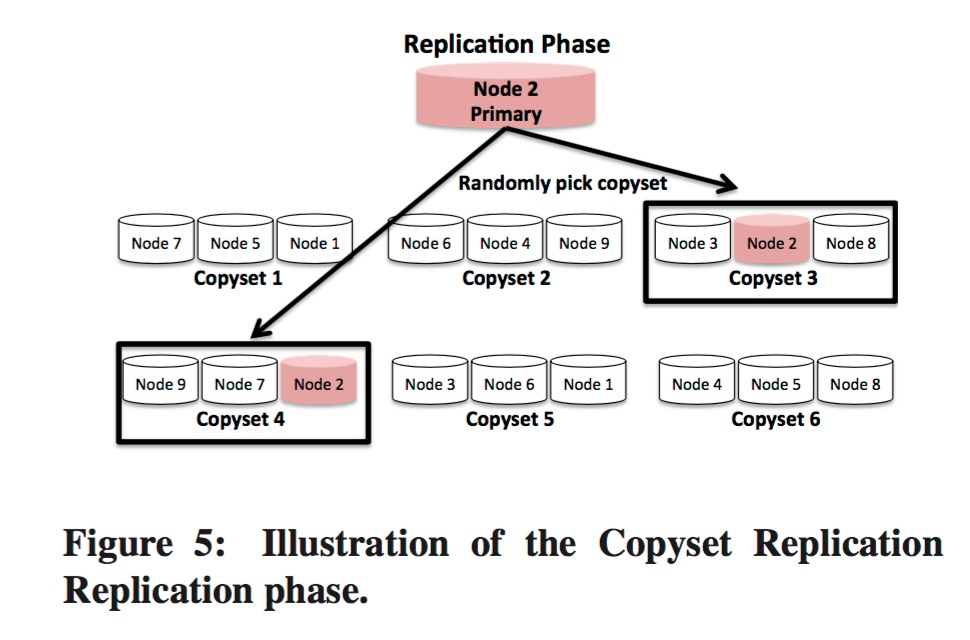 Replication Phase
Node 2
Primary
Randomly pick copyset
Node 7 Node 5 Node 1
Copyset 1
Node 6 Node 4 Node 9
Copyset 2
Node 3 Node 2 Node 8
Copyset 3
Node 9 Node 7 Node 2
Copyset 4
Node 3 Node 6 Node 1
Copyset 5
Node 4 Node 5 Node 8
Copyset 6
Figure 5: Illustration of the Copyset Replication
Replication phase.